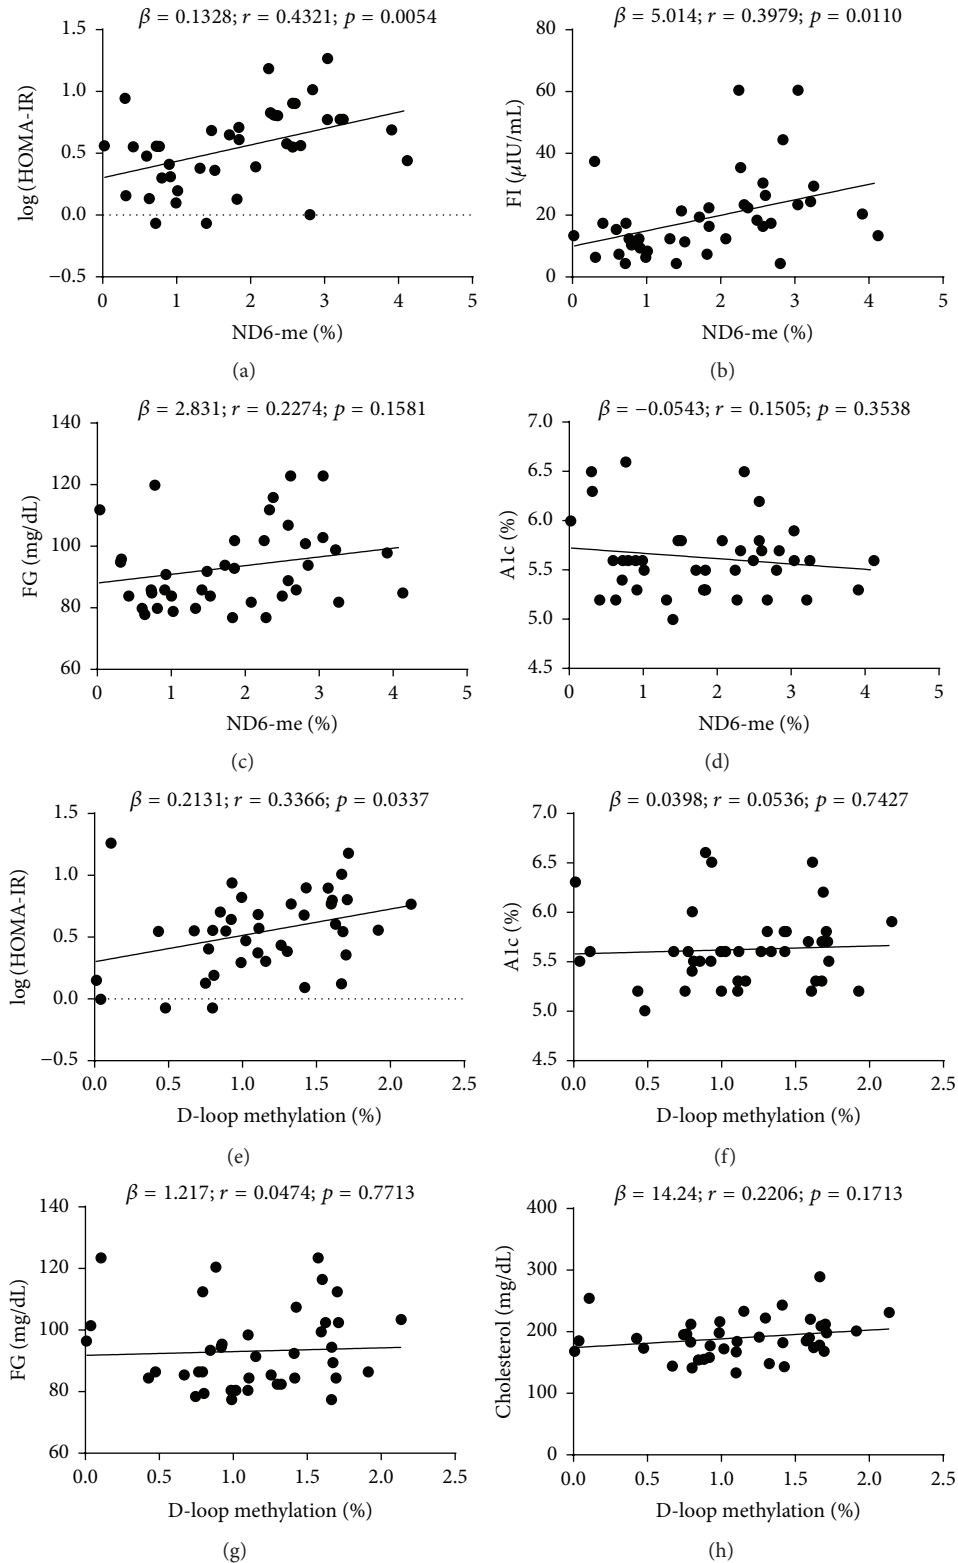 β = 0.1328; r = 0.4321; p = 0.0054
1.5
1.0
0.5
0.0
−0.5
log (HOMA-IR)
0 1 2 3 4 5
ND6-me (%)
(a)
β = 5.014; r = 0.3979; p = 0.0110
80
60
40
20
0
FI (μIU/mL)
0 1 2 3 4 5
ND6-me (%)
(b)
β = 2.831; r = 0.2274; p = 0.1581
140
120
100
80
60
FG (mg/dL)
0 1 2 3 4 5
ND6-me (%)
(c)
β = −0.0543; r = 0.1505; p = 0.3538
7.0
6.5
6.0
5.5
5.0
4.5
A1c (%)
0 1 2 3 4 5
ND6-me (%)
(d)
β = 0.2131; r = 0.3366; p = 0.0337
1.5
1.0
0.5
0.0
−0.5
log (HOMA-IR)
0.0 0.5 1.0 1.5 2.0 2.5
D-loop methylation (%)
(e)
β = 0.0398; r = 0.0536; p = 0.7427
7.0
6.5
6.0
5.5
5.0
4.5
A1c (%)
0.0 0.5 1.0 1.5 2.0 2.5
D-loop methylation (%)
(f)
β = 1.217; r = 0.0474; p = 0.7713
140
120
100
80
60
FG (mg/dL)
0.0 0.5 1.0 1.5 2.0 2.5
D-loop methylation (%)
(g)
β = 14.24; r = 0.2206; p = 0.1713
400
300
200
100
0
Cholesterol (mg/dL)
0.0 0.5 1.0 1.5 2.0 2.5
D-loop methylation (%)
(h)